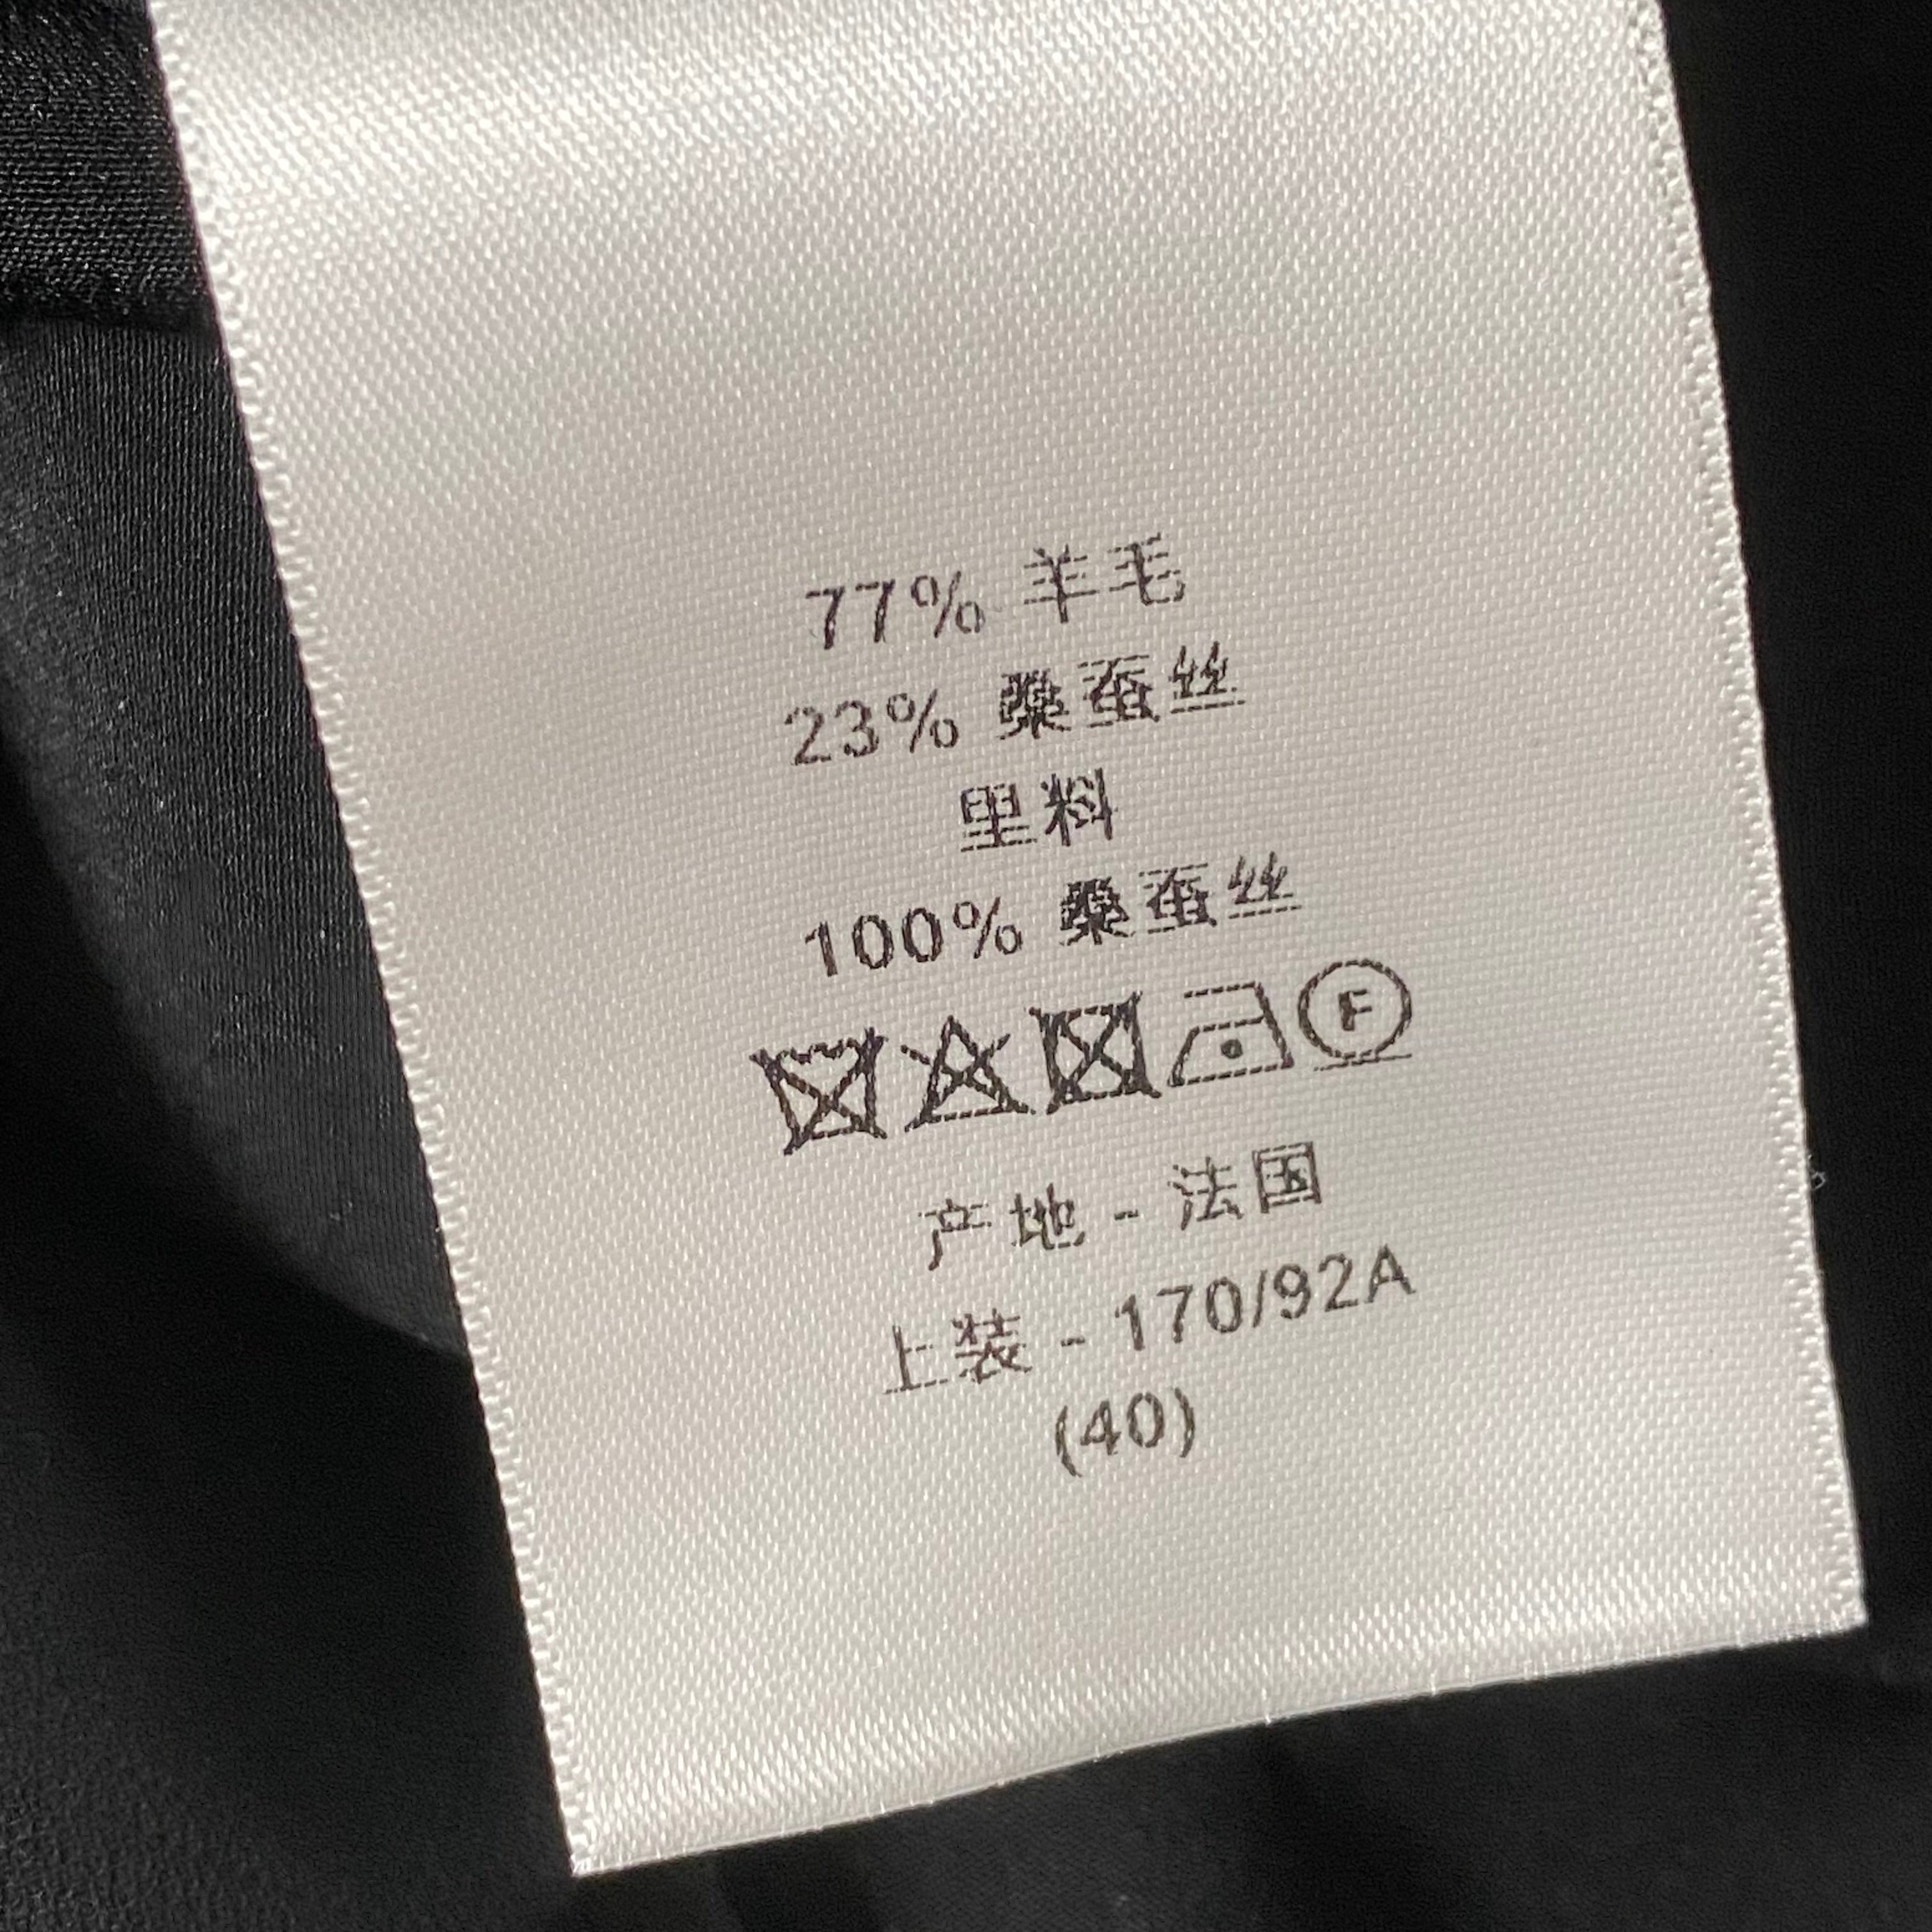 77% 羊毛
23% 桑蚕丝
里料
100% 桑蚕丝
F
产地 - 法国
上装 - 170/92A
(40)